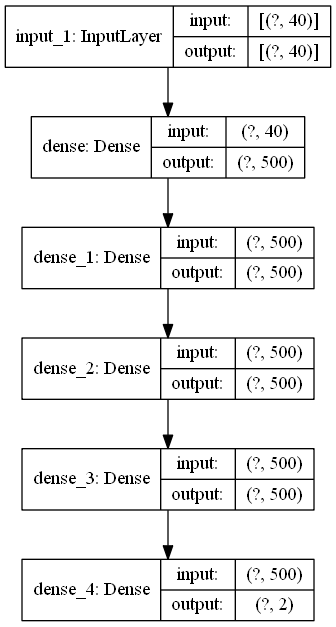 input_1: InputLayer
input: [(?, 40)]
output: [(?, 40)]
dense: Dense
input: (?, 40)
output: (?, 500)
dense_1: Dense
input: (?, 500)
output: (?, 500)
dense_2: Dense
input: (?, 500)
output: (?, 500)
dense_3: Dense
input: (?, 500)
output: (?, 500)
dense_4: Dense
input: (?, 500)
output: (?, 2)